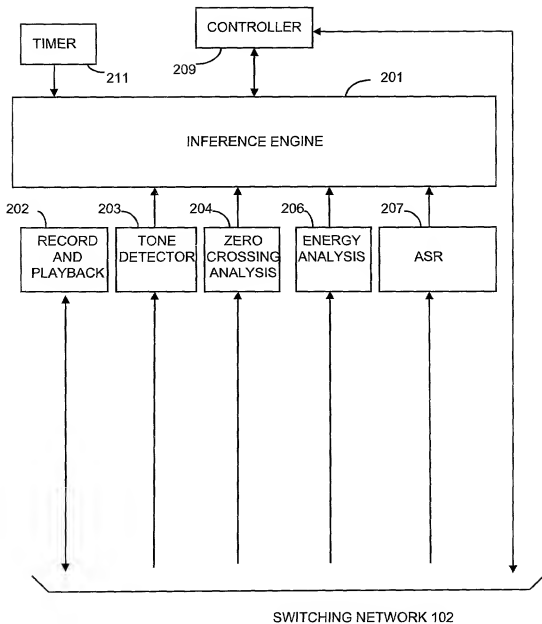 CONTROLLER
TIMER
209
211
201
INFERENCE ENGINE
202
203
204
206
207
RECORD
AND
PLAYBACK
TONE
DETECTOR
ZERO
CROSSING
ANALYSIS
ENERGY
ANALYSIS
ASR
SWITCHING NETWORK 102